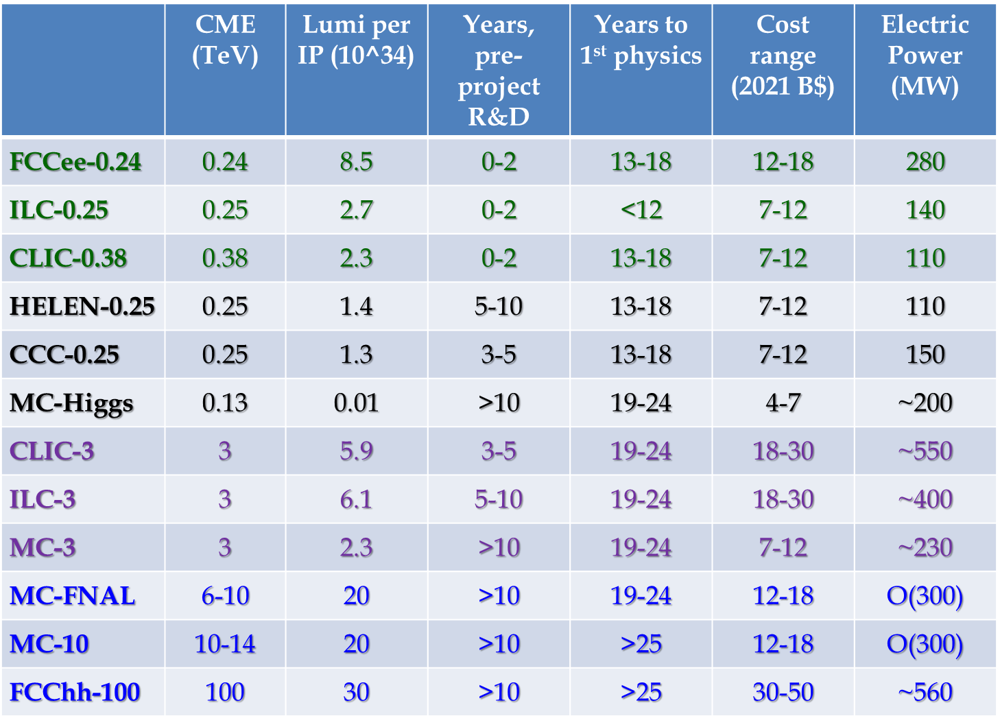 CME (TeV) Lumi per IP (10^34) Years, pre-project R&D Years to 1st physics Cost range (2021 B$) Electric Power (MW)
FCCee-0.24 0.24 8.5 0-2 13-18 12-18 280
ILC-0.25 0.25 2.7 0-2 <12 7-12 140
CLIC-0.38 0.38 2.3 0-2 13-18 7-12 110
HELEN-0.25 0.25 1.4 5-10 13-18 7-12 110
CCC-0.25 0.25 1.3 3-5 13-18 7-12 150
MC-Higgs 0.13 0.01 >10 19-24 4-7 ~200
CLIC-3 3 5.9 3-5 19-24 18-30 ~550
ILC-3 3 6.1 5-10 19-24 18-30 ~400
MC-3 3 2.3 >10 19-24 7-12 ~230
MC-FNAL 6-10 20 >10 19-24 12-18 O(300)
MC-10 10-14 20 >10 >25 12-18 O(300)
FCChh-100 100 30 >10 >25 30-50 ~560